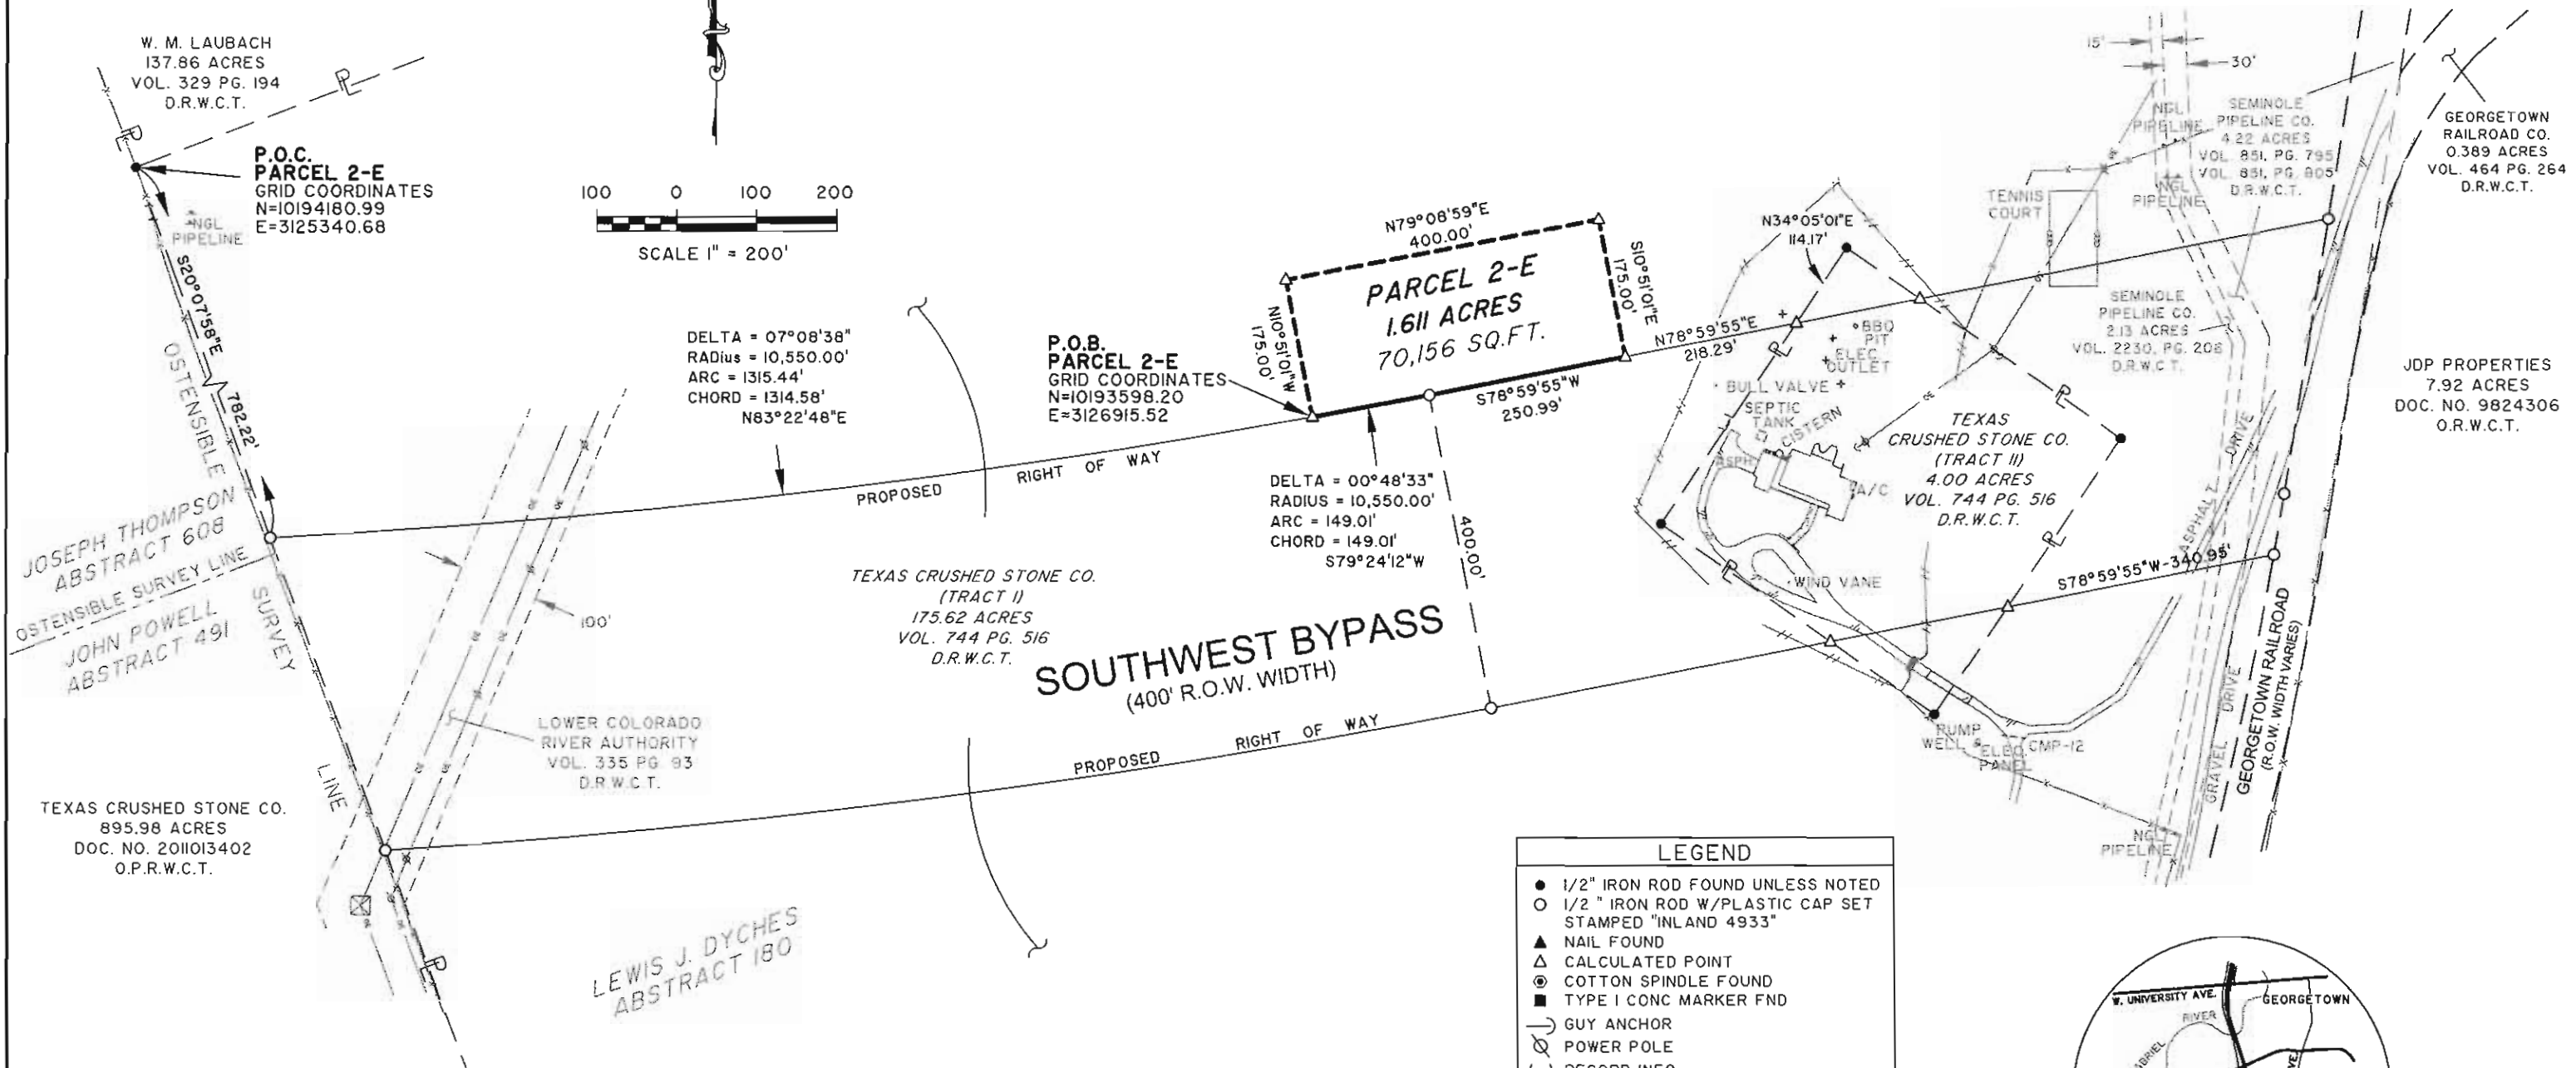 W. M. LAUBACH
137.86 ACRES
VOL. 329 PG. 194
D.R.W.C.T.
P.O.C.
PARCEL 2-E
GRID COORDINATES
N=10194180.99
E=3125340.68
NGL
PIPELINE
S20°07'58"E
782.22'
OSTENSIBLE
SURVEY
LINE
100 0 100 200
SCALE 1" = 200'
DELTA = 07°08'38"
RADius = 10,550.00'
ARC = 1315.44'
CHORD = 1314.58'
N83°22'48"E
P.O.B.
PARCEL 2-E
GRID COORDINATES
N=10193598.20
E=3126915.52
N79°08'59"E
400.00'
N10°51'01"W
175.00'
PARCEL 2-E
1.611 ACRES
70,156 SQ.FT.
S10°51'01"E
175.00'
S78°59'55"W
250.99'
N78°59'55"E
218.29'
N34°05'01"E
114.17'
DELTA = 00°48'33"
RADIUS = 10,550.00'
ARC = 149.01'
CHORD = 149.01'
S79°24'12"W
400.00'
PROPOSED RIGHT OF WAY
JOSEPH THOMPSON
ABSTRACT 608
OSTENSIBLE SURVEY LINE
JOHN POWELL
ABSTRACT 491
100'
TEXAS CRUSHED STONE CO.
(TRACT I)
175.62 ACRES
VOL. 744 PG. 516
D.R.W.C.T.
SOUTHWEST BYPASS
(400' R.O.W. WIDTH)
PROPOSED RIGHT OF WAY
LOWER COLORADO
RIVER AUTHORITY
VOL. 335 PG 93
D.R.W.C.T.
TEXAS CRUSHED STONE CO.
895.98 ACRES
DOC. NO. 2011013402
O.P.R.W.C.T.
LEWIS J. DYCHES
ABSTRACT 180
15'
30'
NGL
PIPELINE
SEMINOLE
PIPELINE CO.
4.22 ACRES
VOL. 851, PG. 795
VOL. 851, PG. 805
D.R.W.C.T.
NGL
PIPELINE
TENNIS
COURT
GEORGETOWN
RAILROAD CO.
0.389 ACRES
VOL. 464 PG. 264
D.R.W.C.T.
SEMINOLE
PIPELINE CO.
2.13 ACRES
VOL. 2230, PG. 208
D.R.W.C.T.
JDP PROPERTIES
7.92 ACRES
DOC. NO. 9824306
O.R.W.C.T.
BBQ
PIT
ELEC.
OUTLET
BULL VALVE
SEPTIC
TANK
CISTERN
ASPH
A/C
TEXAS
CRUSHED STONE CO.
(TRACT II)
4.00 ACRES
VOL. 744 PG. 516
D.R.W.C.T.
WIND VANE
ASPHALT DRIVE
S78°59'55"W-340.95'
GRAVEL DRIVE
GEORGETOWN RAILROAD
(R.O.W. WIDTH VARIES)
PUMP
WELL &
ELEC
PANEL
CMP-12
NGL
PIPELINE
LEGEND
1/2" IRON ROD FOUND UNLESS NOTED
1/2 " IRON ROD W/PLASTIC CAP SET
STAMPED "INLAND 4933"
NAIL FOUND
CALCULATED POINT
COTTON SPINDLE FOUND
TYPE I CONC MARKER FND
GUY ANCHOR
POWER POLE
RECORD INFO
W. UNIVERSITY AVE.
GEORGETOWN
RIVER